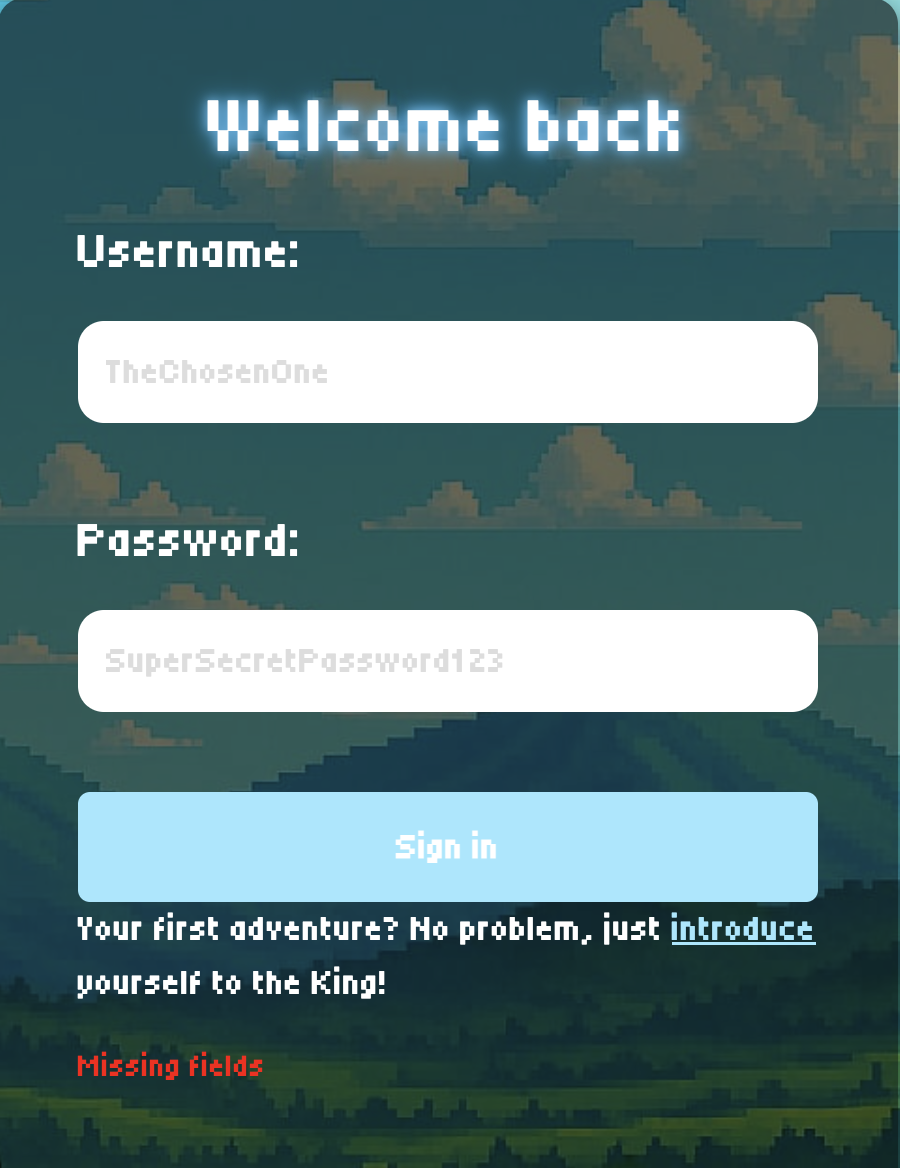 Welcome back
Username:
TheChosenOne
Password:
SuperSecretPassword123
Sign in
Your first adventure? No problem, just introduce
yourself to the King!
Missing fields